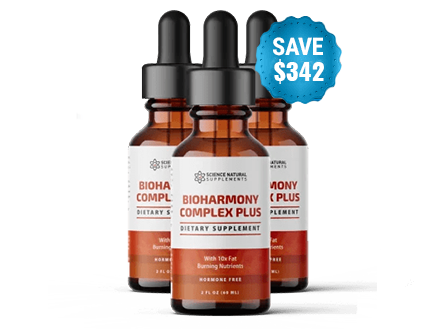 SAVE
$342
SCIENCE NATURAL
SUPPLEMENTS
BIOHARMONY
COMPLEX PLUS
DIETARY SUPPLEMENT
With 10x Fat
Burning Nutrients
HORMONE FREE
2 FL OZ (60 ML)